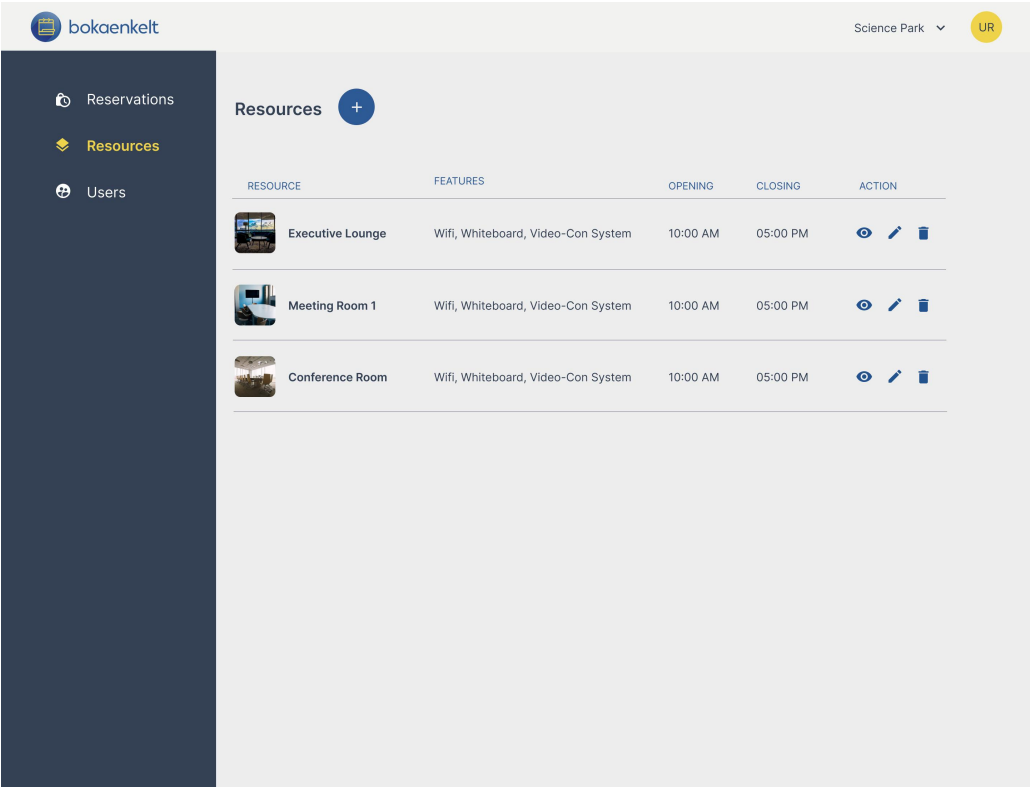 bokaenkelt
Science Park
UR
Reservations
Resources
Users
Resources +
RESOURCE FEATURES OPENING CLOSING ACTION
Executive Lounge Wifi, Whiteboard, Video-Con System 10:00 AM 05:00 PM
Meeting Room 1 Wifi, Whiteboard, Video-Con System 10:00 AM 05:00 PM
Conference Room Wifi, Whiteboard, Video-Con System 10:00 AM 05:00 PM